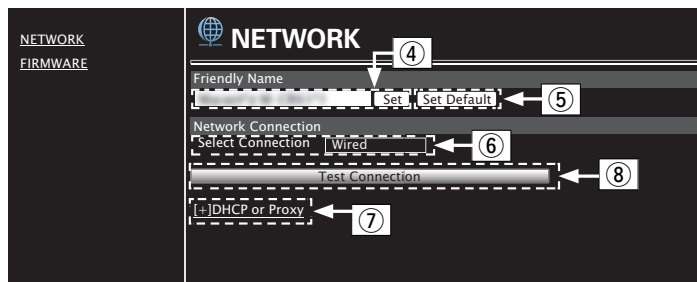 NETWORK
FIRMWARE
NETWORK
④
Friendly Name
Set Set Default ⑤
Network Connection
Select Connection Wired ⑥
Test Connection ⑧
[+]DHCP or Proxy ⑦